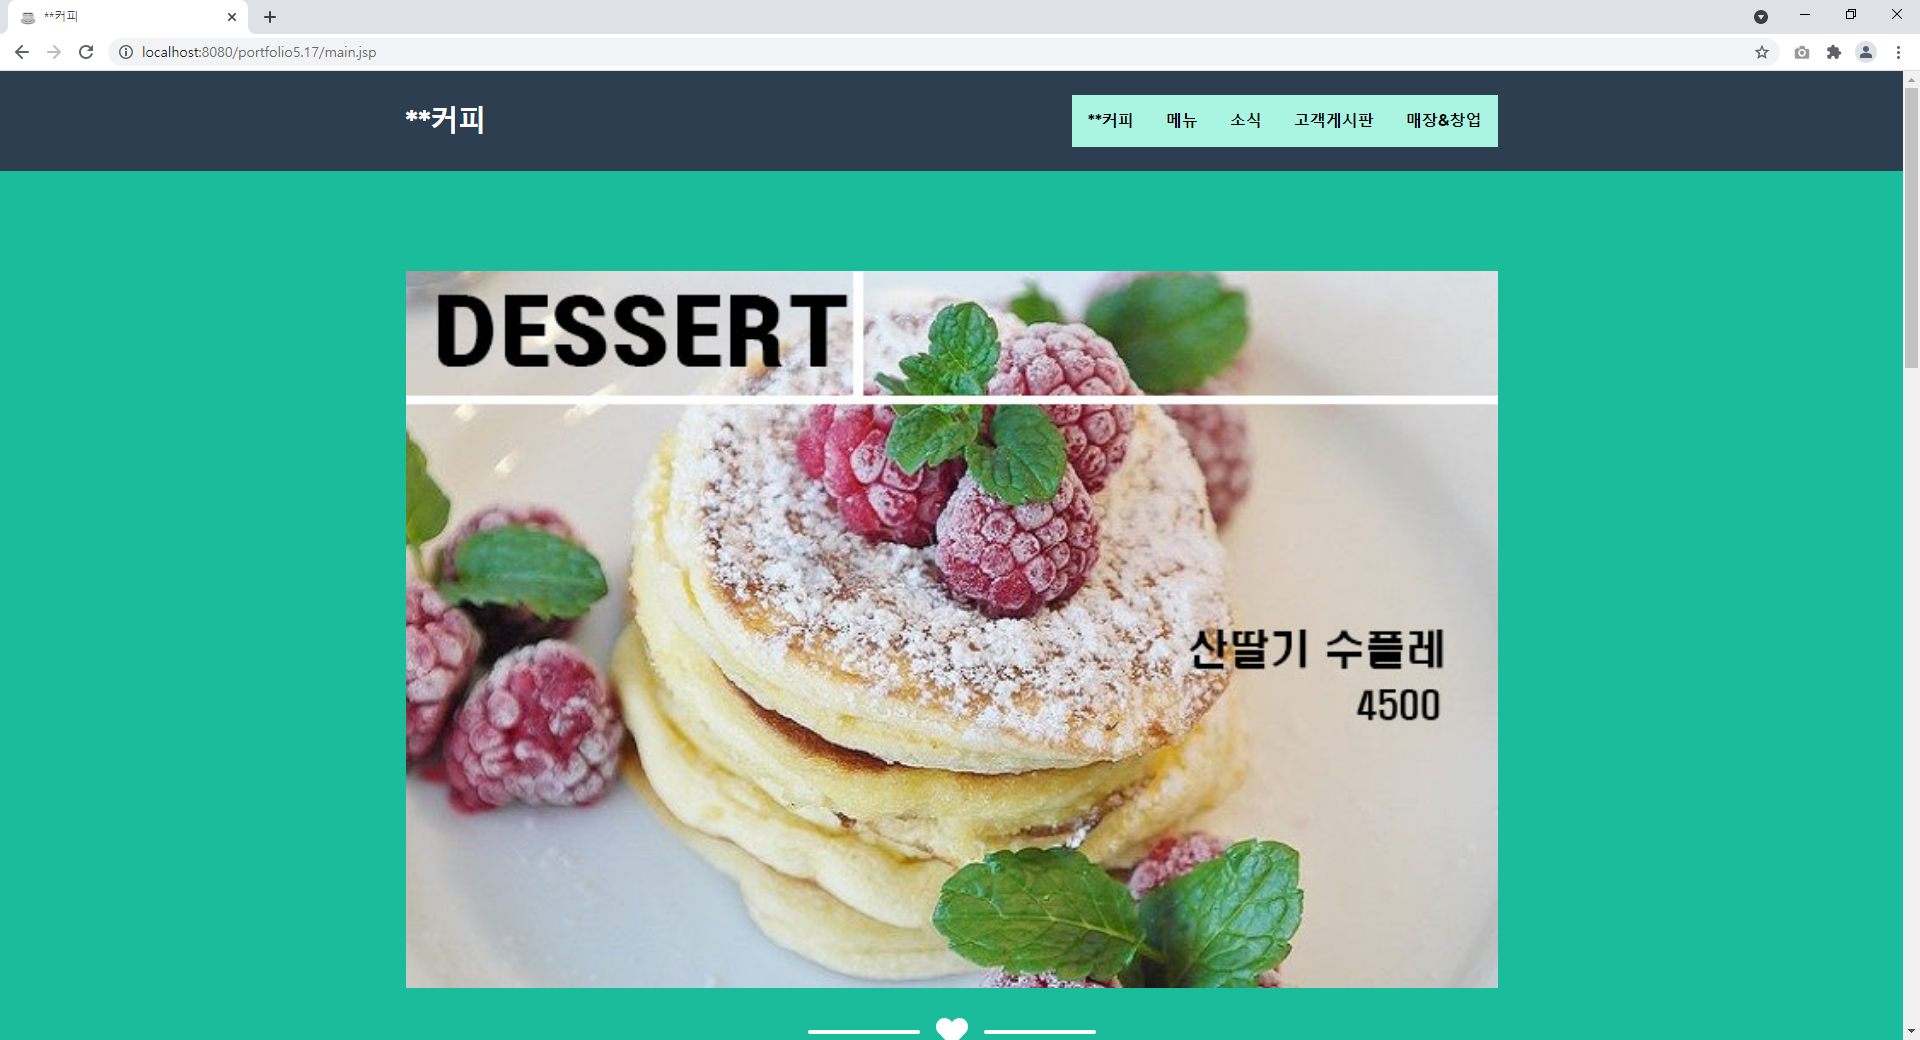 **커피
localhost:8080/portfolio5.17/main.jsp
**커피
**커피 메뉴 소식 고객게시판 매장&창업
DESSERT
산딸기 수플레
4500